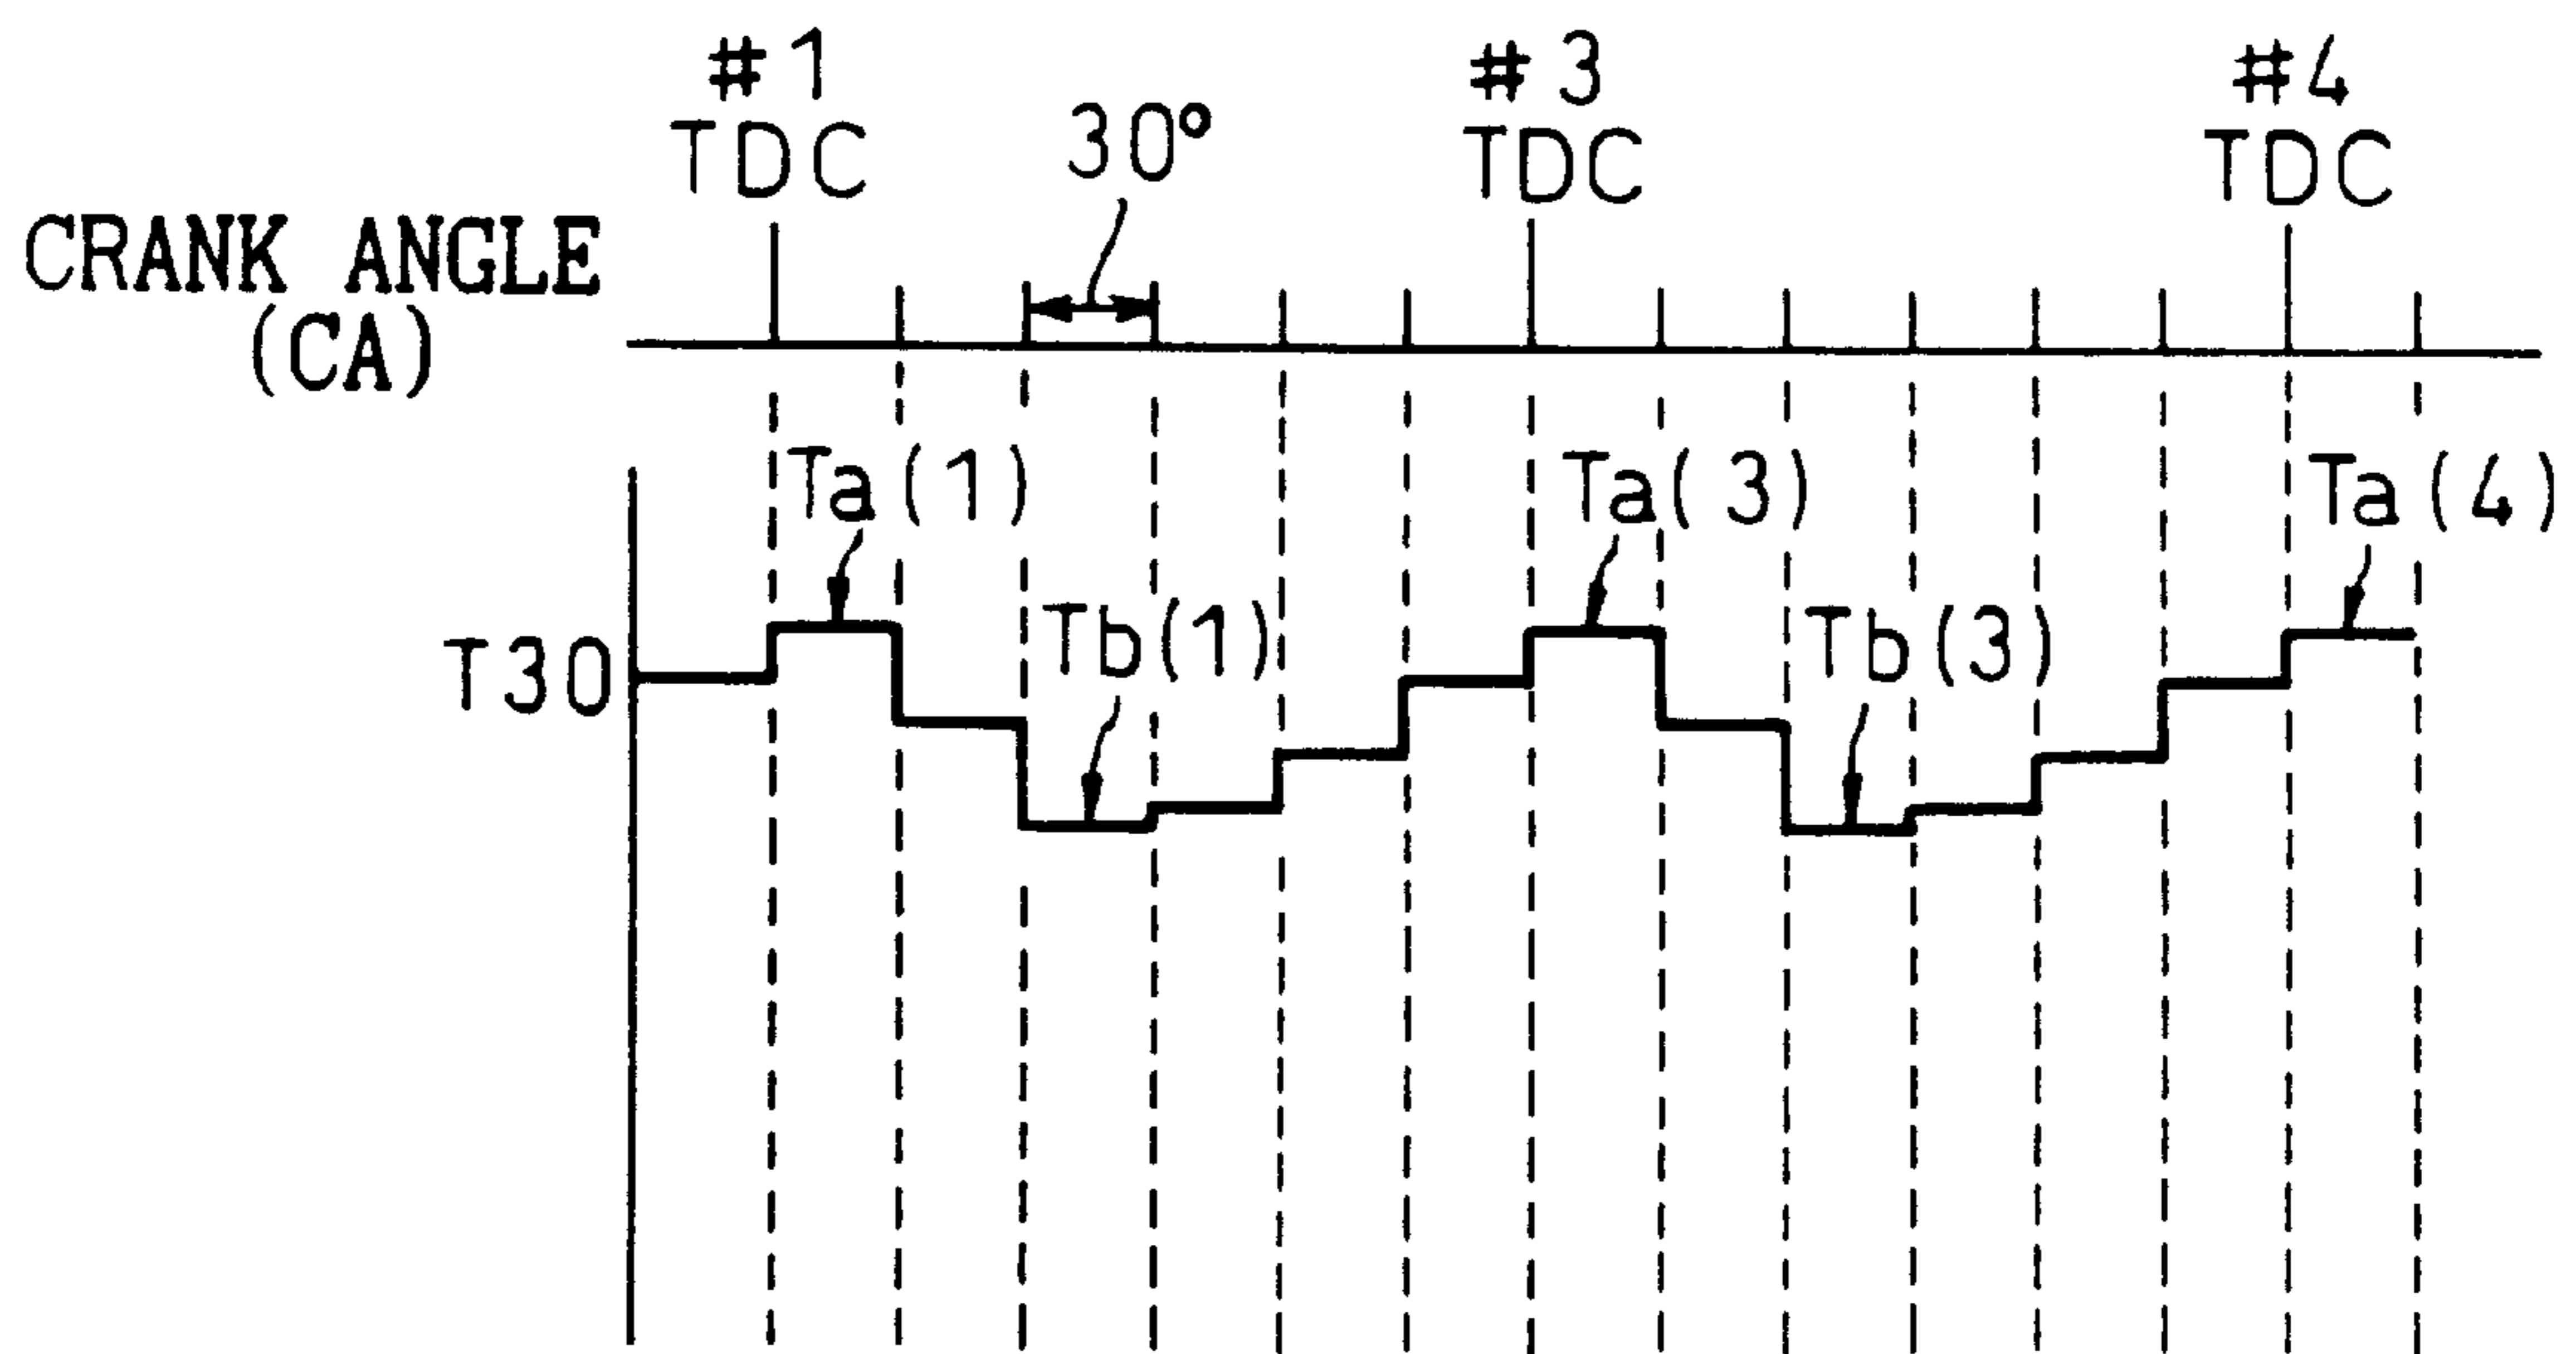 #1
TDC
30°
#3
TDC
#4
TDC
CRANK ANGLE
(CA)
Ta(1)
Ta(3)
Ta(4)
Tb(1)
Tb(3)
T30